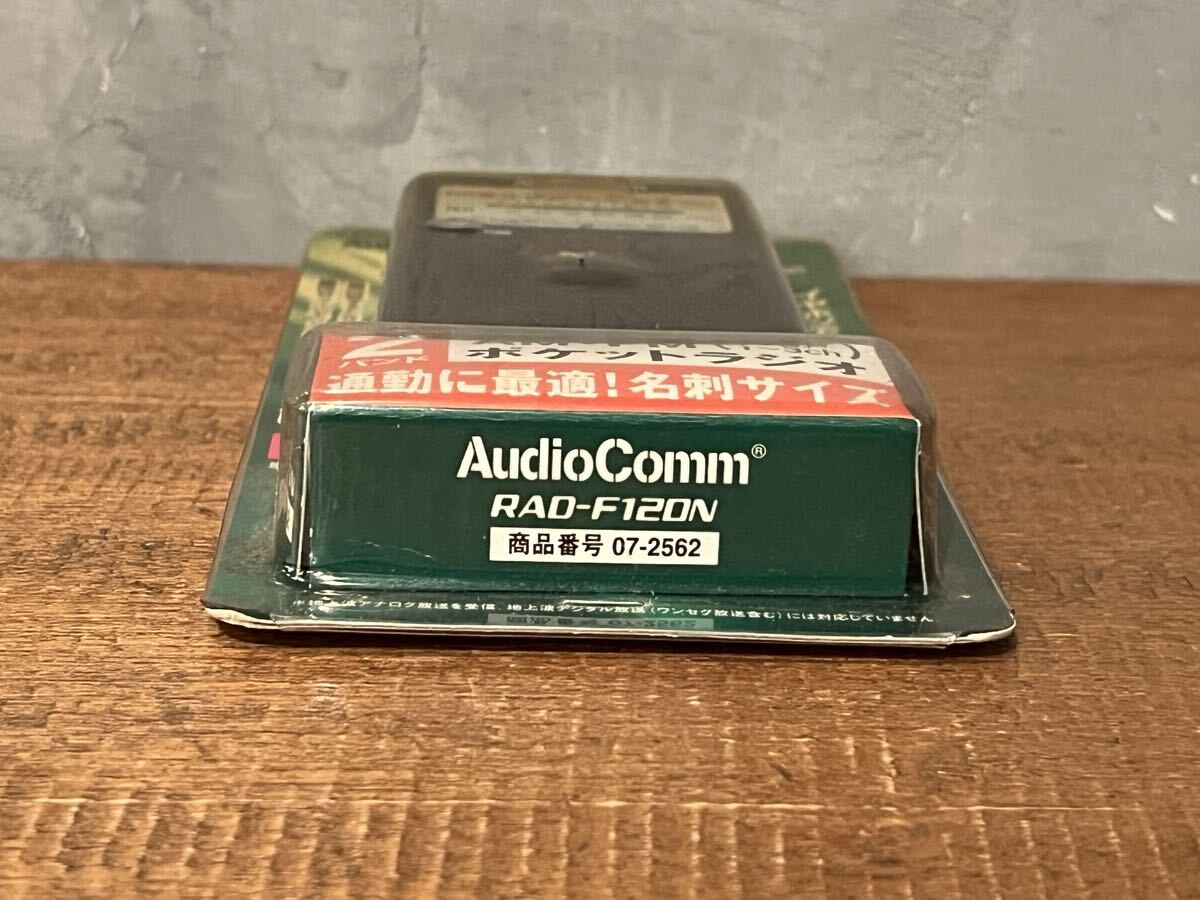 2
バンド
AM・FM
ポケットラジオ
通勤に最適!名刺サイズ
AudioComm®
RAD-F120N
商品番号 07-2562
アナログ放送を受信、地上波デジタル放送(ワンセグ放送含む)には対応していません